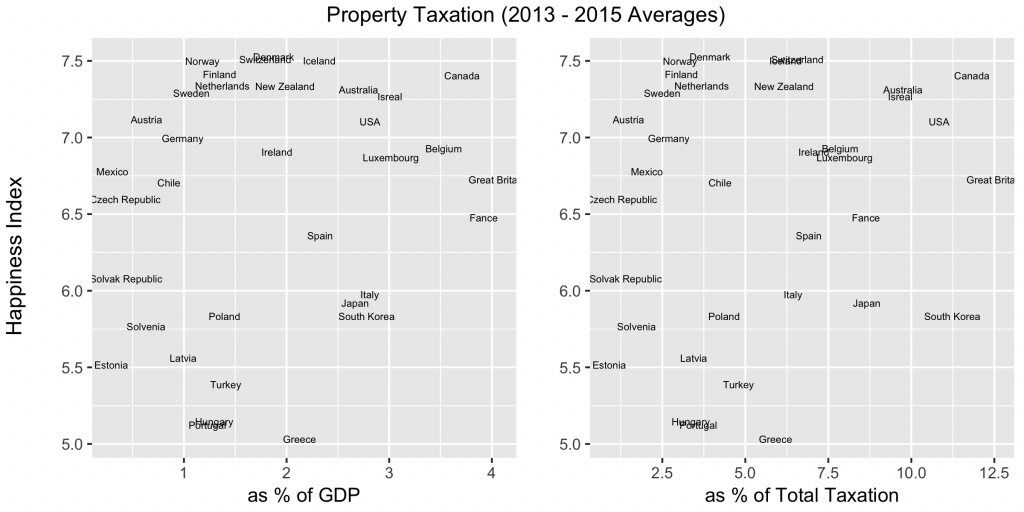 Property Taxation (2013 - 2015 Averages)
Happiness Index
7.5
7.0
6.5
6.0
5.5
5.0
Norway
Denmark
Switzerland
Iceland
Finland
Canada
Netherlands
New Zealand
Sweden
Australia
Isreal
Austria
USA
Germany
Ireland
Belgium
Luxembourg
Mexico
Chile
Great Brita
Czech Republic
Fance
Spain
Solvak Republic
Italy
Japan
Poland
South Korea
Solvenia
Latvia
Estonia
Turkey
Hungary
Portugal
Greece
1 2 3 4
as % of GDP
7.5
7.0
6.5
6.0
5.5
5.0
Norway
Denmark
Iceland
Switzerland
Finland
Canada
Netherlands
New Zealand
Sweden
Australia
Isreal
Austria
USA
Germany
Ireland
Belgium
Luxembourg
Mexico
Chile
Great Brita
Czech Republic
Fance
Spain
Solvak Republic
Italy
Japan
Poland
South Korea
Solvenia
Latvia
Estonia
Turkey
Hungary
Portugal
Greece
2.5 5.0 7.5 10.0 12.5
as % of Total Taxation